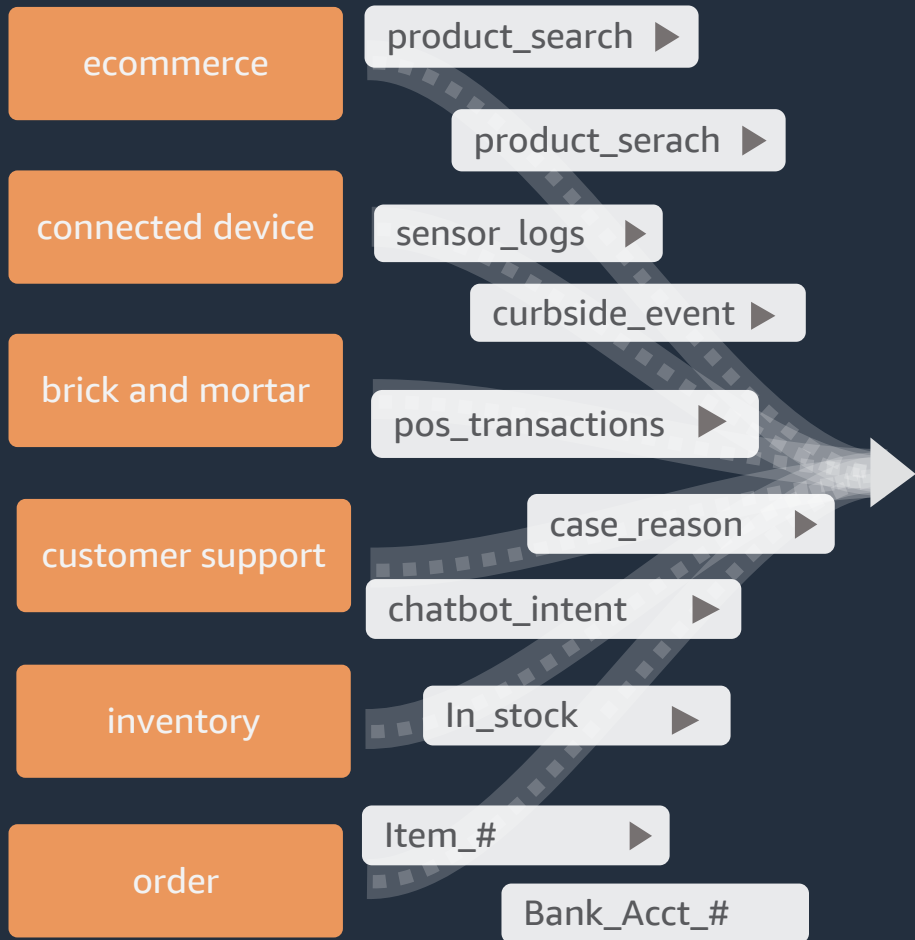 ecommerce
product_search
product_serach
connected device
sensor_logs
curbside_event
brick and mortar
pos_transactions
case_reason
customer support
chatbot_intent
inventory
In_stock
Item_#
order
Bank_Acct_#